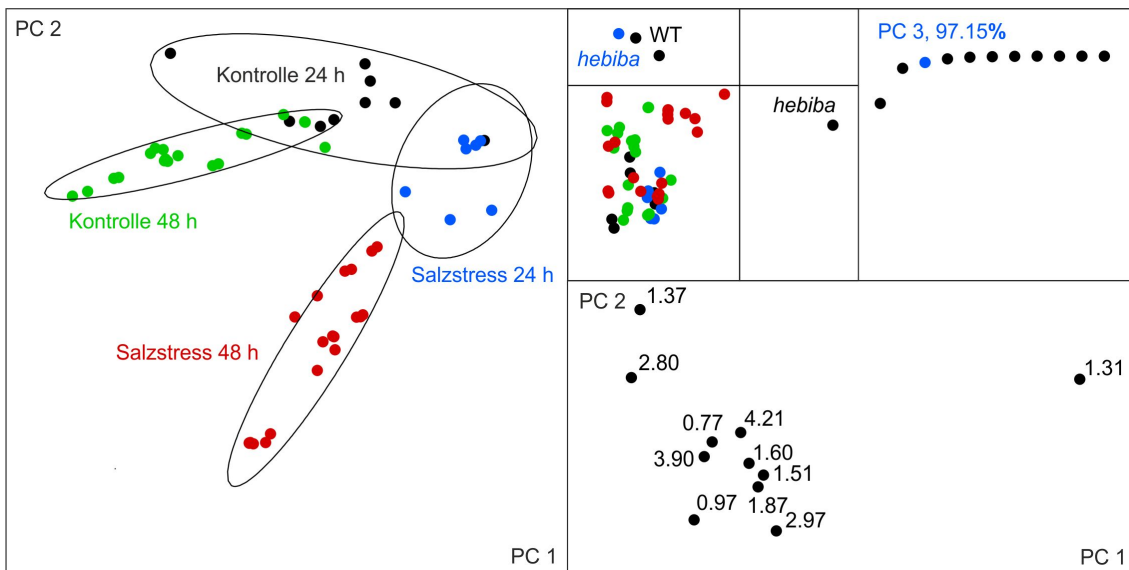 PC 2
Kontrolle 24 h
Kontrolle 48 h
Salzstress 24 h
Salzstress 48 h
PC 1
WT
hebiba
hebiba
PC 3, 97.15%
PC 2
1.37
2.80
1.31
0.77
4.21
3.90
1.60
1.51
0.97
1.87
2.97
PC 1